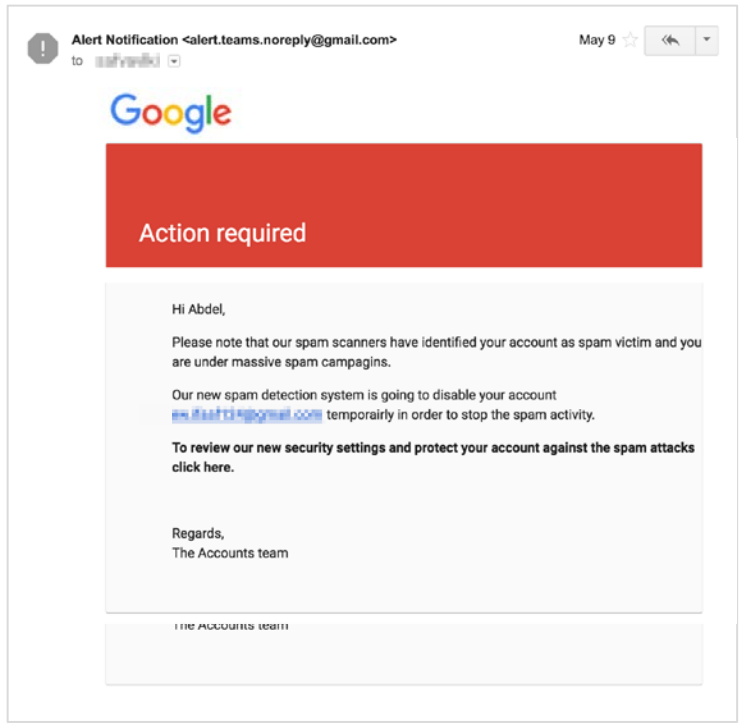 Alert Notification <alert.teams.noreply@gmail.com>
May 9
to
Google
Action required
Hi Abdel,
Please note that our spam scanners have identified your account as spam victim and you
are under massive spam campagins.
Our new spam detection system is going to disable your account
temporairly in order to stop the spam activity.
To review our new security settings and protect your account against the spam attacks
click here.
Regards,
The Accounts team
The Accounts team